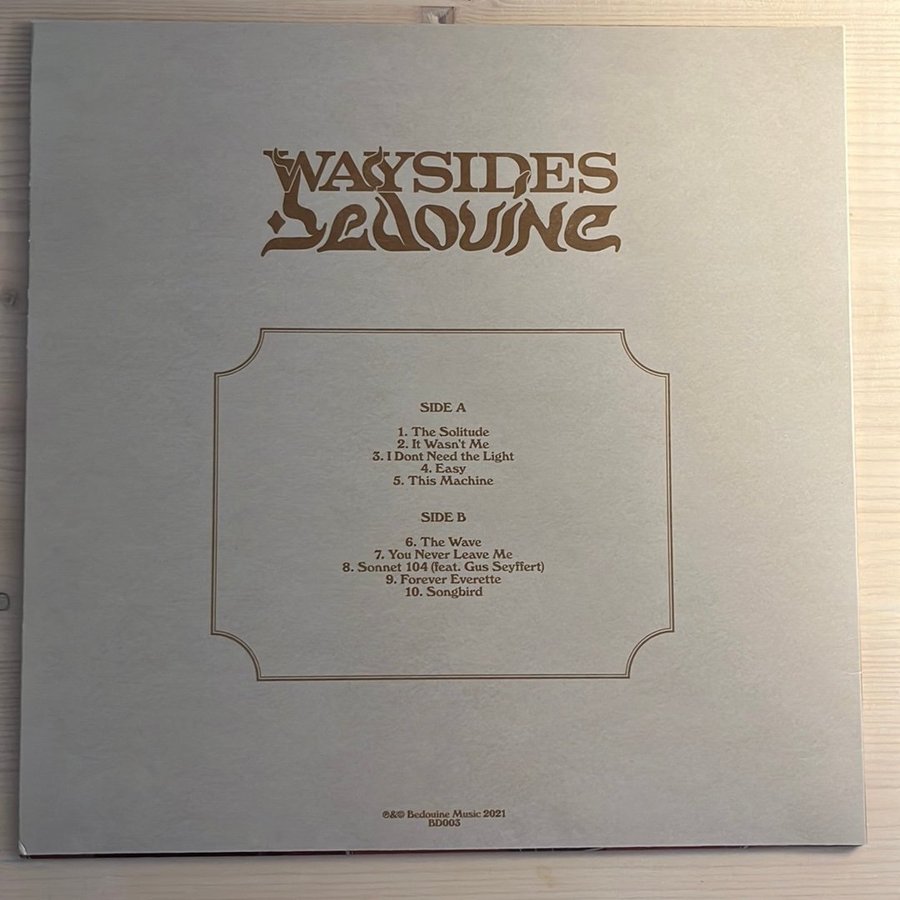 WAYSIDES
BEDOUINE
SIDE A
1. The Solitude
2. It Wasn't Me
3. I Dont Need the Light
4. Easy
5. This Machine
SIDE B
6. The Wave
7. You Never Leave Me
8. Sonnet 104 (feat. Gus Seyffert)
9. Forever Everette
10. Songbird
℗&© Bedouine Music 2021
BD003